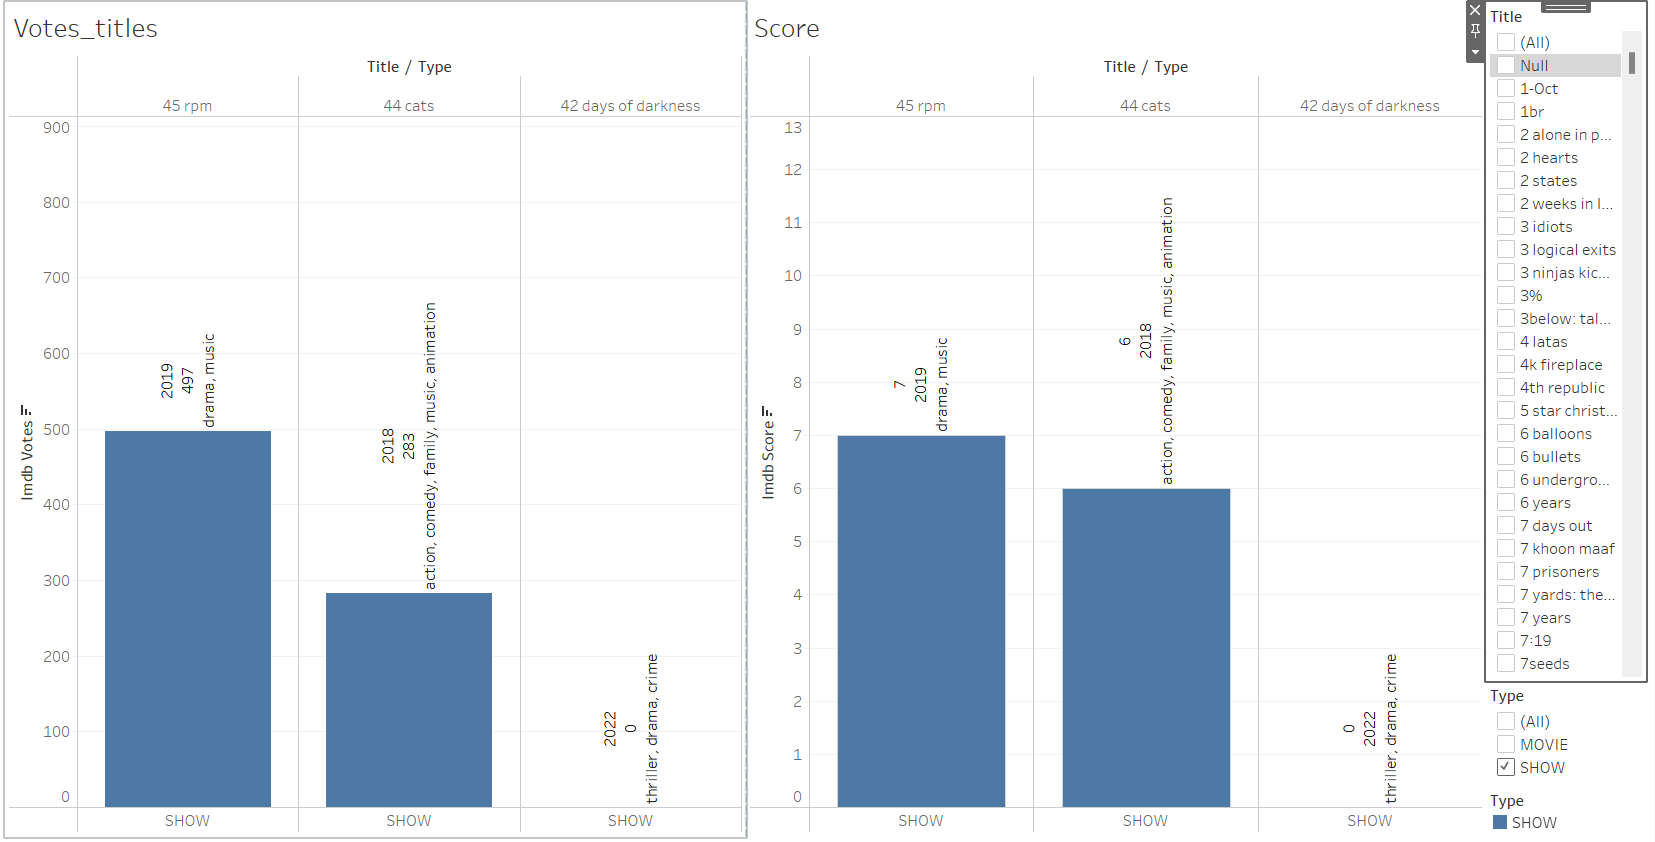 Votes_titles
Title / Type
45 rpm
44 cats
42 days of darkness
Imdb Votes
900
800
700
600
500
400
300
200
100
0
2019
497
drama, music
2018
283
action, comedy, family, music, animation
2022
0
thriller, drama, crime
SHOW
SHOW
SHOW
Score
Title / Type
45 rpm
44 cats
42 days of darkness
Imdb Score
13
12
11
10
9
8
7
6
5
4
3
2
1
0
7
2019
drama, music
6
2018
action, comedy, family, music, animation
0
2022
thriller, drama, crime
SHOW
SHOW
SHOW
Title
(All)
Null
1-Oct
1br
2 alone in p...
2 hearts
2 states
2 weeks in l...
3 idiots
3 logical exits
3 ninjas kic...
3%
3below: tal...
4 latas
4k fireplace
4th republic
5 star christ...
6 balloons
6 bullets
6 undergro...
6 years
7 days out
7 khoon maaf
7 prisoners
7 yards: the...
7 years
7:19
7seeds
Type
(All)
MOVIE
SHOW
Type
SHOW